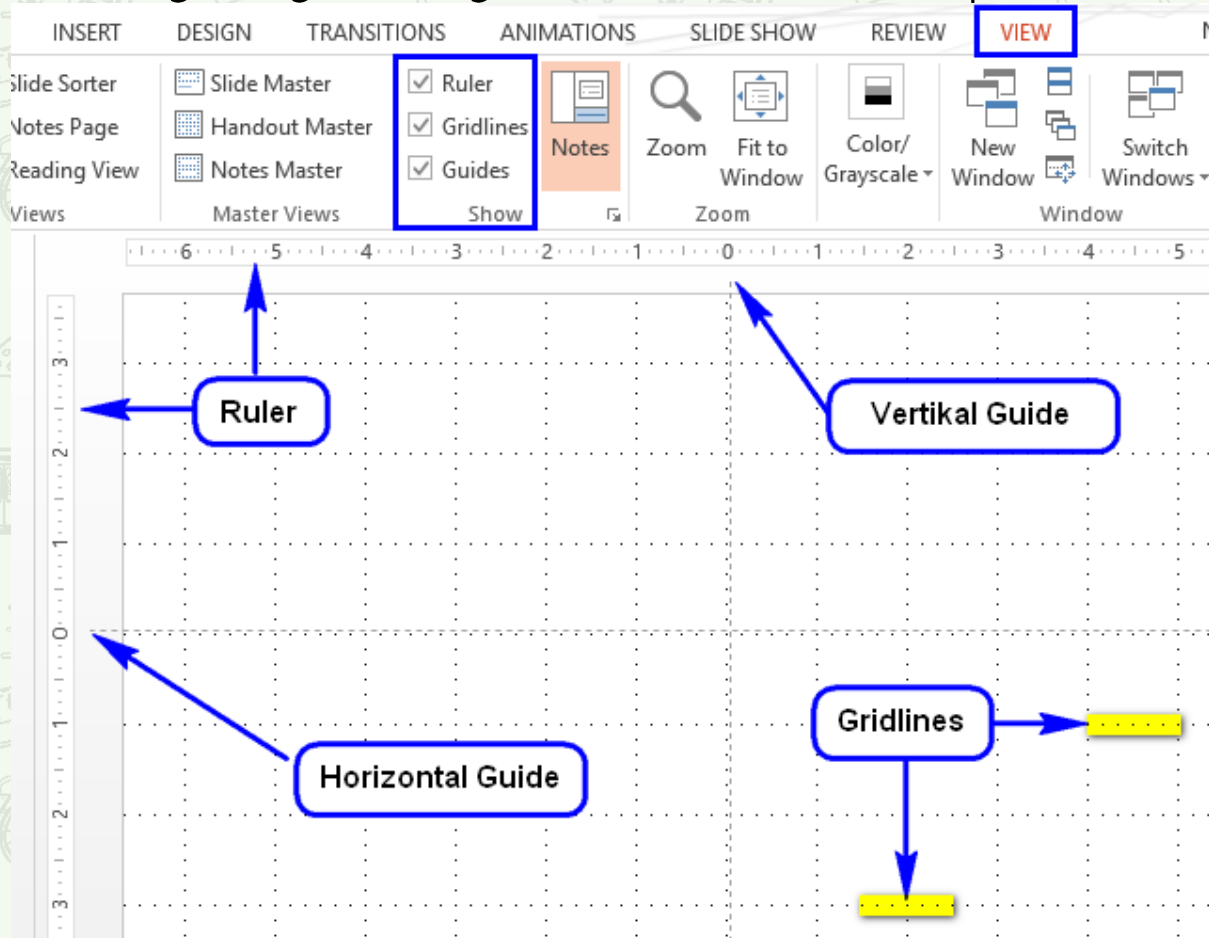 INSERT DESIGN TRANSITIONS ANIMATIONS SLIDE SHOW REVIEW VIEW
Slide Sorter Slide Master Ruler
Notes Page Handout Master Gridlines Notes Zoom Fit to Window Color/ Grayscale New Window Switch Windows
Reading View Notes Master Guides
Views Master Views Show Zoom Window
6 5 4 3 2 1 0 1 2 3 4 5
3
Ruler Vertikal Guide
2
1
0
1 Gridlines
Horizontal Guide
2
3